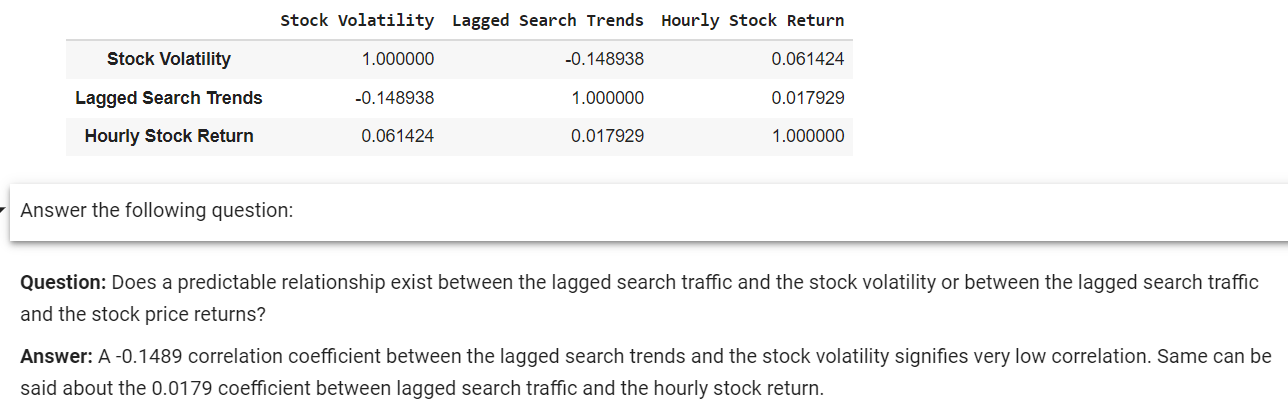 Stock Volatility Lagged Search Trends Hourly Stock Return
Stock Volatility 1.000000 -0.148938 0.061424
Lagged Search Trends -0.148938 1.000000 0.017929
Hourly Stock Return 0.061424 0.017929 1.000000
Answer the following question:
Question: Does a predictable relationship exist between the lagged search traffic and the stock volatility or between the lagged search traffic
and the stock price returns?
Answer: A -0.1489 correlation coefficient between the lagged search trends and the stock volatility signifies very low correlation. Same can be
said about the 0.0179 coefficient between lagged search traffic and the hourly stock return.